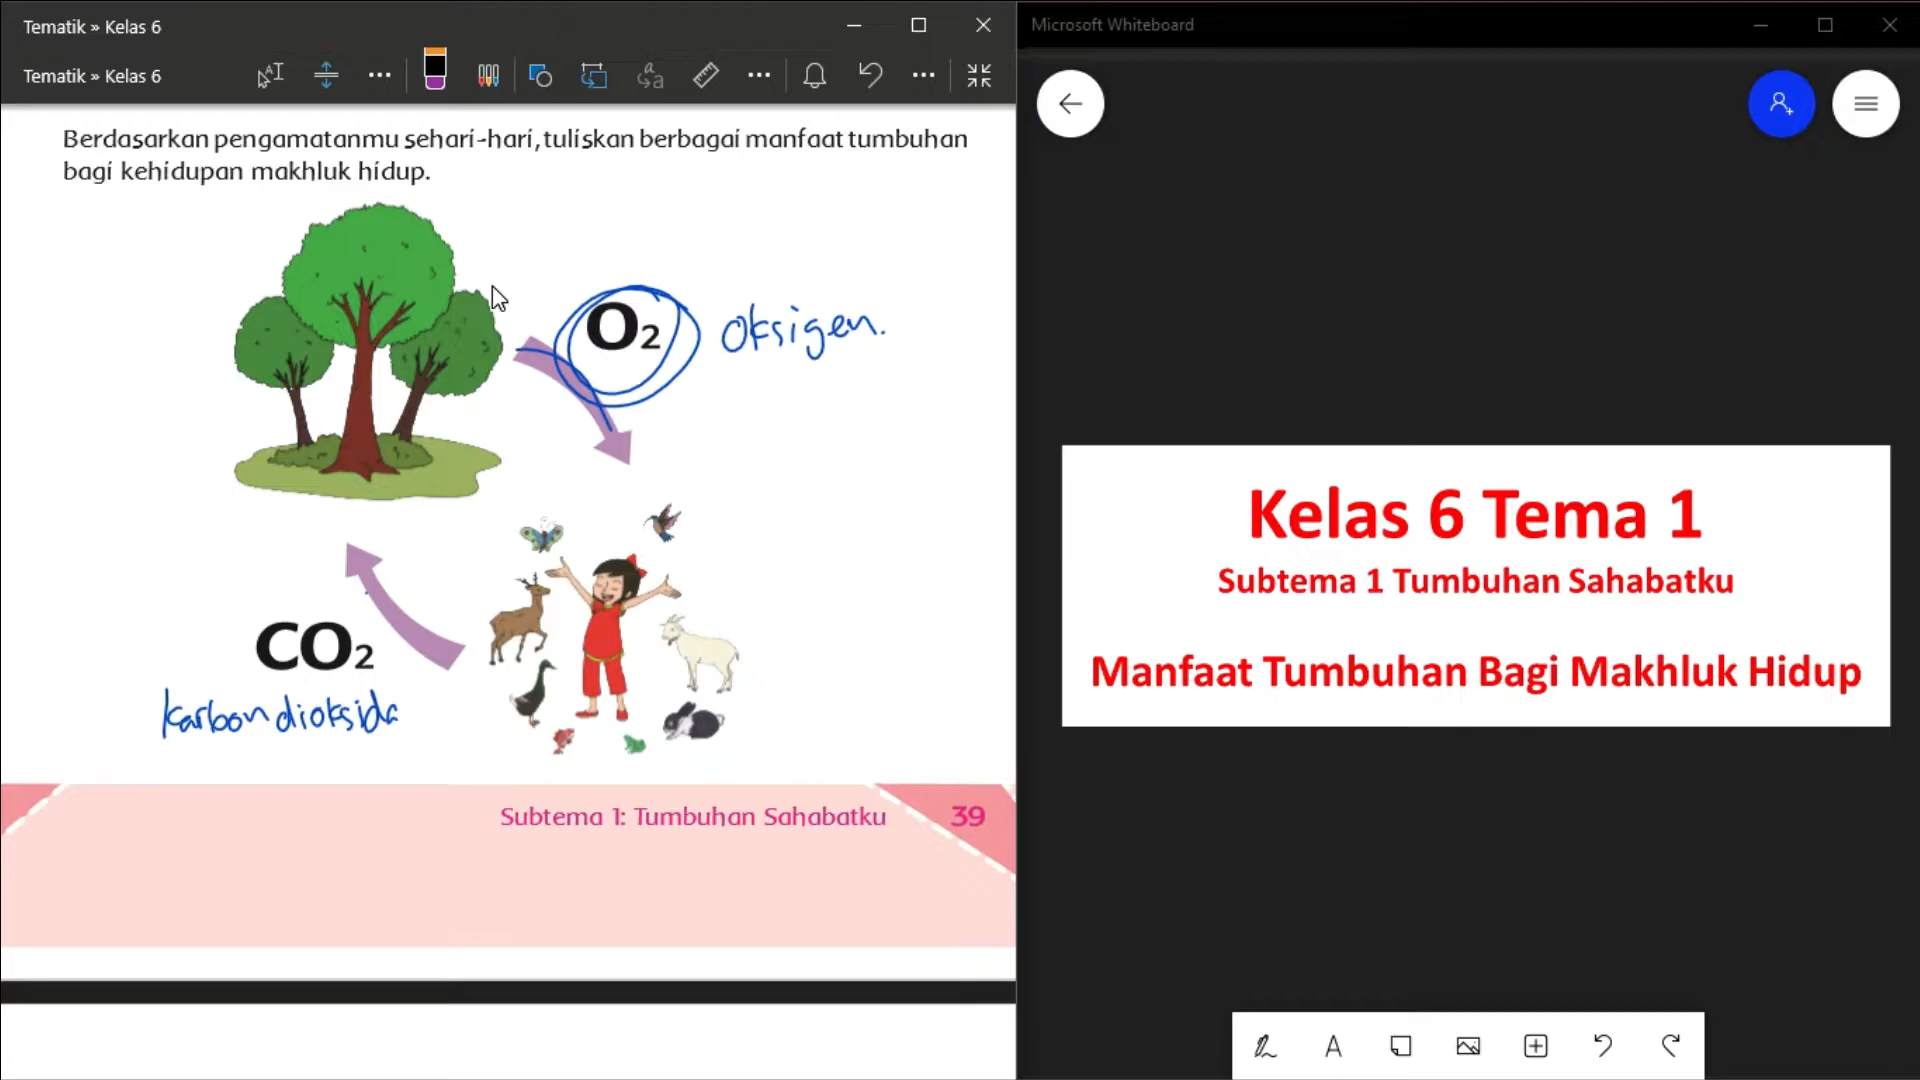 Tematik » Kelas 6
Tematik » Kelas 6
Berdasarkan pengamatanmu sehari-hari, tuliskan berbagai manfaat tumbuhan
bagi kehidupan makhluk hidup.
O₂
oksigen.
CO₂
karbondioksida
Subtema 1: Tumbuhan Sahabatku 39
Microsoft Whiteboard
Kelas 6 Tema 1
Subtema 1 Tumbuhan Sahabatku
Manfaat Tumbuhan Bagi Makhluk Hidup